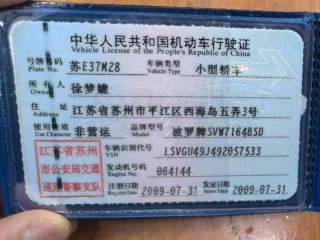 中华人民共和国机动车行驶证
Vehicle License of the People's Republic of China
号牌号码 苏E37M28 车辆类型 小型轿车
Plate No. Vehicle Type
所有人 徐梦婕
Owner
住址 江苏省苏州市平江区西海岛五弄3号
Address
使用性质 非营运 品牌型号 波罗牌SVW71648SD
Use Character Model
车辆识别代号 LSVGU49J492057533
VIN
发动机号码 064144
Engine No.
江苏省苏州
市公安局交通
巡逻警察支队
注册日期 2009-07-31 发证日期 2009-07-31
Register Date Issue Date